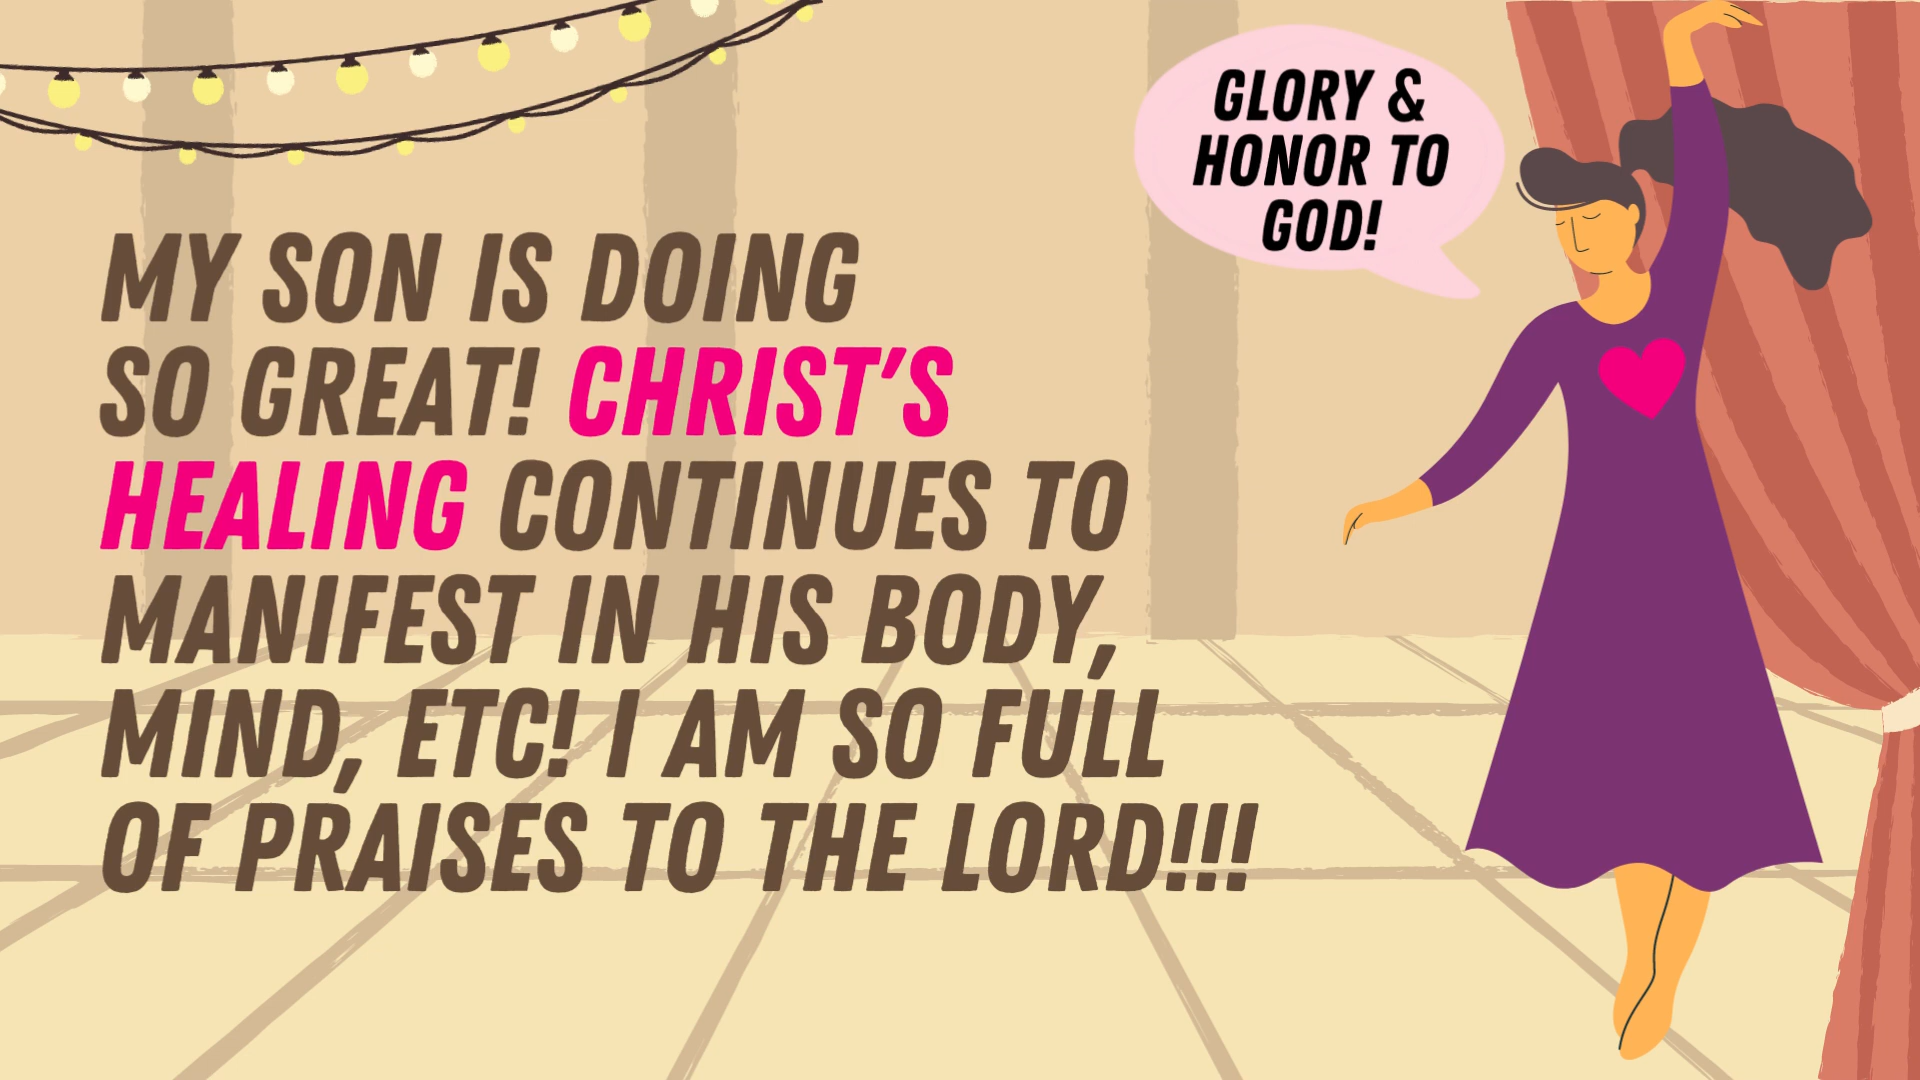 GLORY &
HONOR TO
GOD!
MY SON IS DOING
SO GREAT! CHRIST'S
HEALING CONTINUES TO
MANIFEST IN HIS BODY,
MIND, ETC! I AM SO FULL
OF PRAISES TO THE LORD!!!